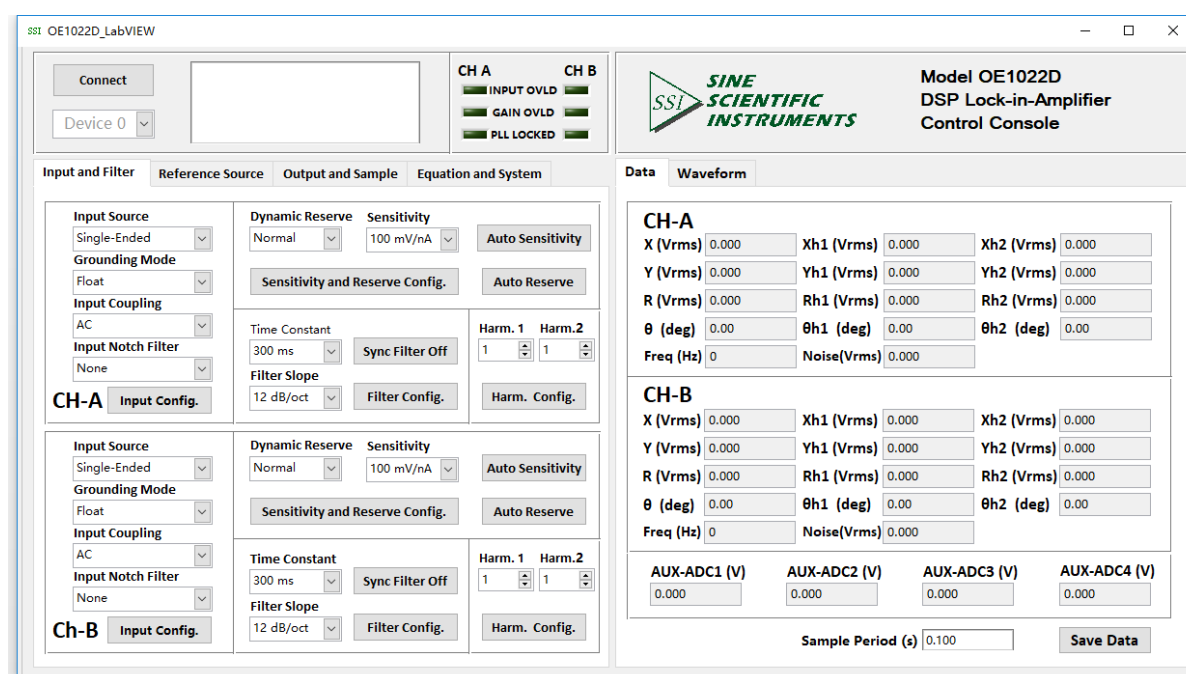 SSI OE1022D_LabVIEW
Connect
Device 0
CH A CH B
INPUT OVLD
GAIN OVLD
PLL LOCKED
SSI
SINE
SCIENTIFIC
INSTRUMENTS
Model OE1022D
DSP Lock-in-Amplifier
Control Console
Input and Filter Reference Source Output and Sample Equation and System
Input Source
Single-Ended
Grounding Mode
Float
Input Coupling
AC
Input Notch Filter
None
CH-A Input Config.
Dynamic Reserve Sensitivity
Normal 100 mV/nA Auto Sensitivity
Sensitivity and Reserve Config. Auto Reserve
Time Constant
300 ms Sync Filter Off
Filter Slope
12 dB/oct Filter Config.
Harm. 1 Harm.2
1 1
Harm. Config.
Input Source
Single-Ended
Grounding Mode
Float
Input Coupling
AC
Input Notch Filter
None
Ch-B Input Config.
Dynamic Reserve Sensitivity
Normal 100 mV/nA Auto Sensitivity
Sensitivity and Reserve Config. Auto Reserve
Time Constant
300 ms Sync Filter Off
Filter Slope
12 dB/oct Filter Config.
Harm. 1 Harm.2
1 1
Harm. Config.
Data Waveform
CH-A
X (Vrms) 0.000 Xh1 (Vrms) 0.000 Xh2 (Vrms) 0.000
Y (Vrms) 0.000 Yh1 (Vrms) 0.000 Yh2 (Vrms) 0.000
R (Vrms) 0.000 Rh1 (Vrms) 0.000 Rh2 (Vrms) 0.000
θ (deg) 0.00 θh1 (deg) 0.00 θh2 (deg) 0.00
Freq (Hz) 0 Noise(Vrms) 0.000
CH-B
X (Vrms) 0.000 Xh1 (Vrms) 0.000 Xh2 (Vrms) 0.000
Y (Vrms) 0.000 Yh1 (Vrms) 0.000 Yh2 (Vrms) 0.000
R (Vrms) 0.000 Rh1 (Vrms) 0.000 Rh2 (Vrms) 0.000
θ (deg) 0.00 θh1 (deg) 0.00 θh2 (deg) 0.00
Freq (Hz) 0 Noise(Vrms) 0.000
AUX-ADC1 (V) AUX-ADC2 (V) AUX-ADC3 (V) AUX-ADC4 (V)
0.000 0.000 0.000 0.000
Sample Period (s) 0.100 Save Data